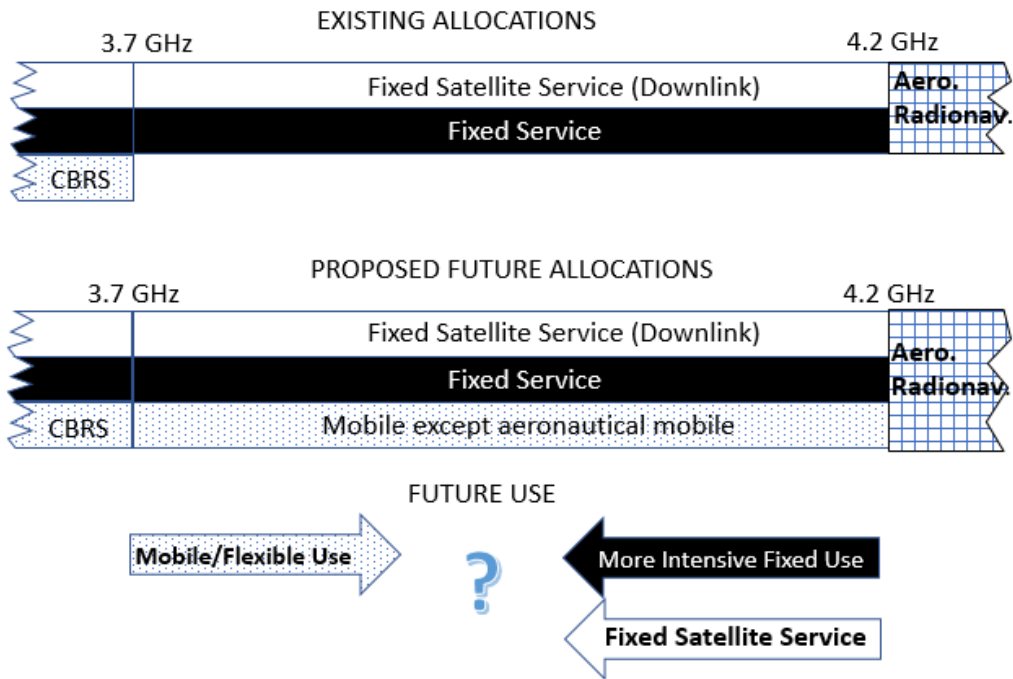 EXISTING ALLOCATIONS
3.7 GHz
4.2 GHz
Fixed Satellite Service (Downlink)
Aero.
Radionav.
Fixed Service
CBRS
PROPOSED FUTURE ALLOCATIONS
3.7 GHz
4.2 GHz
Fixed Satellite Service (Downlink)
Aero.
Radionav.
Fixed Service
CBRS
Mobile except aeronautical mobile
FUTURE USE
Mobile/Flexible Use
?
More Intensive Fixed Use
Fixed Satellite Service